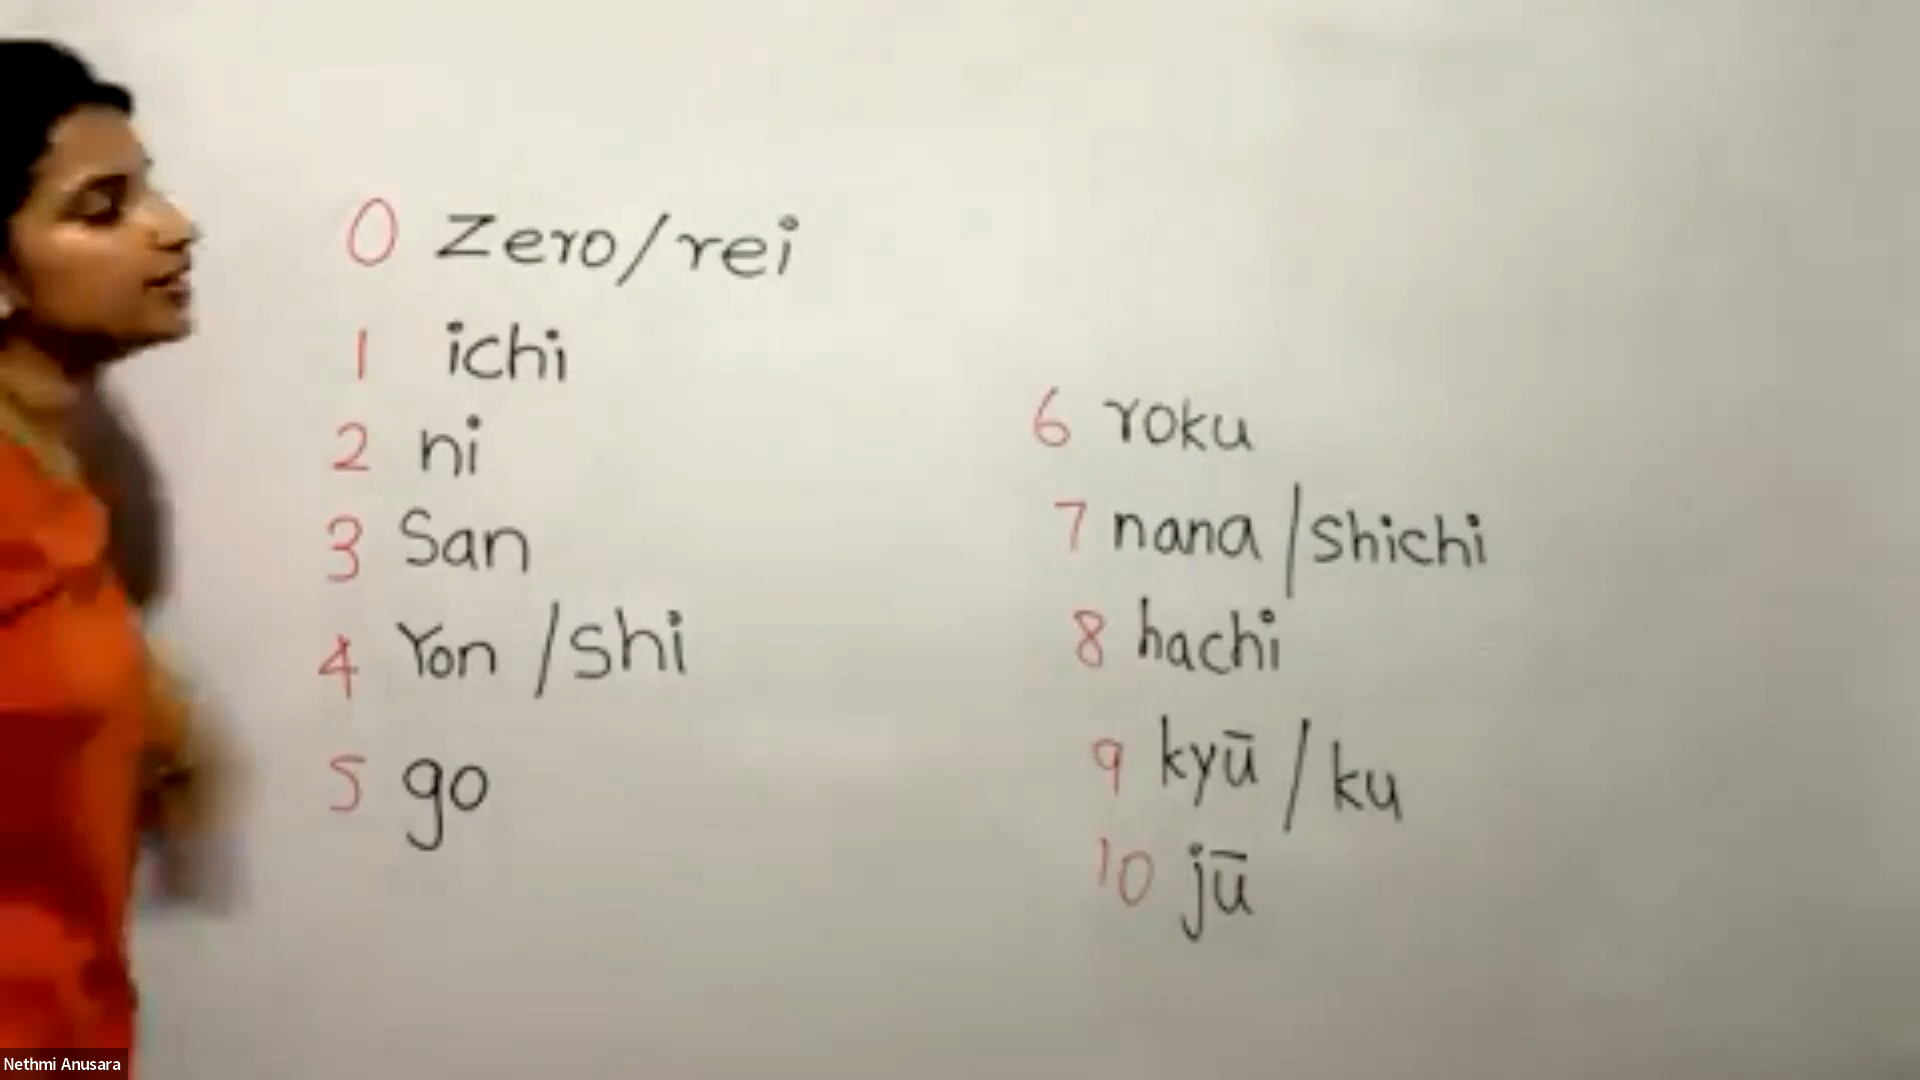 0 Zero/rei
1 ichi
2 ni
3 San
4 Yon /shi
5 go
6 roku
7 nana /shichi
8 hachi
9 kyū / ku
10 jū
Nethmi Anusara